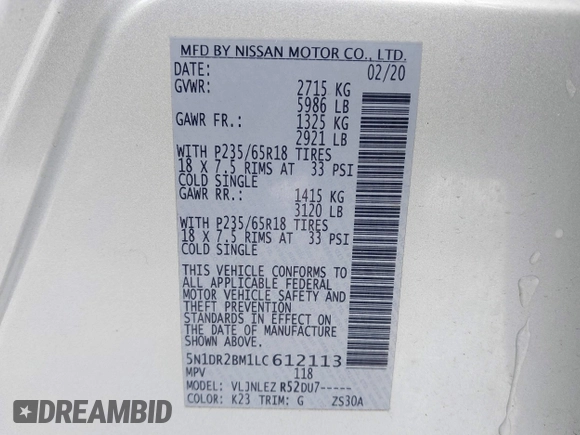 MFD BY NISSAN MOTOR CO., LTD.
DATE: 02/20
GVWR: 2715 KG
5986 LB
GAWR FR.: 1325 KG
2921 LB
WITH P235/65R18 TIRES
18 X 7.5 RIMS AT 33 PSI
COLD SINGLE
GAWR RR.: 1415 KG
3120 LB
WITH P235/65R18 TIRES
18 X 7.5 RIMS AT 33 PSI
COLD SINGLE
THIS VEHICLE CONFORMS TO
ALL APPLICABLE FEDERAL
MOTOR VEHICLE SAFETY AND
THEFT PREVENTION
STANDARDS IN EFFECT ON
THE DATE OF MANUFACTURE
SHOWN ABOVE.
5N1DR2BM1LC612113
MPV 118
MODEL: VLJNLEZ R52DU7-----
COLOR: K23 TRIM: G ZS30A
DREAMBID
DREAMBID